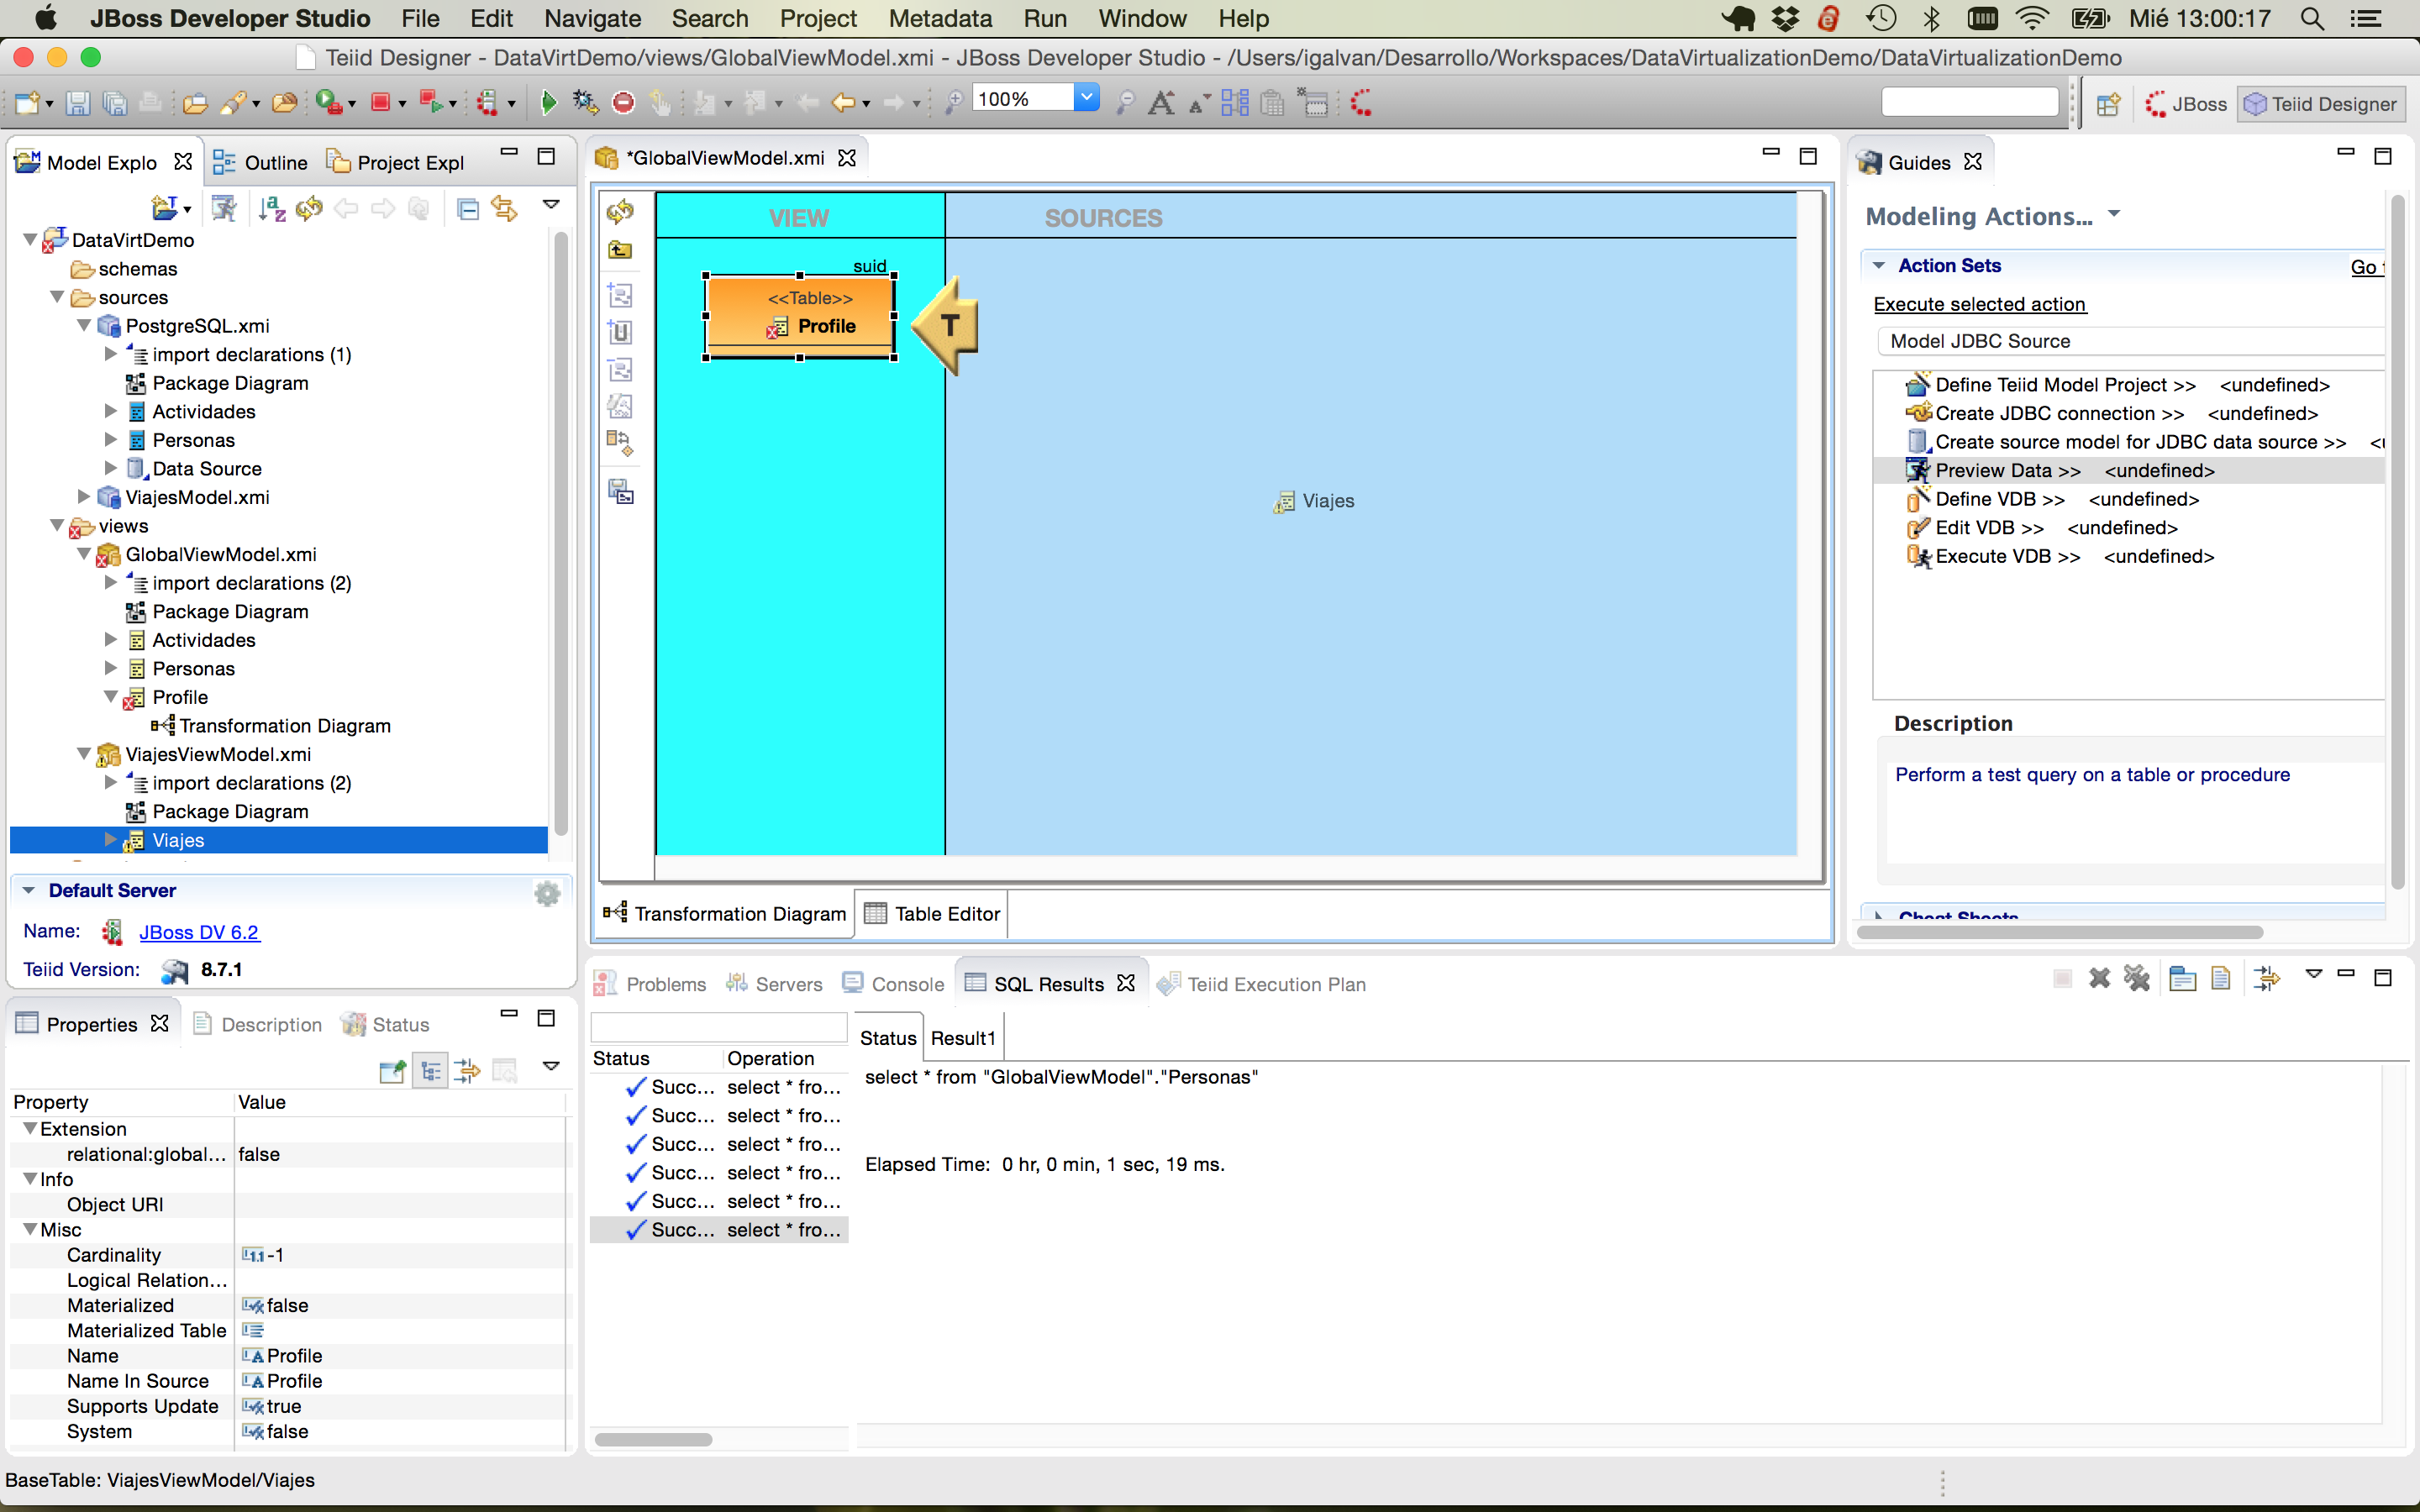 JBoss Developer Studio File Edit Navigate Search Project Metadata Run Window Help Mié 13:00:17
Teiid Designer - DataVirtDemo/views/GlobalViewModel.xmi - JBoss Developer Studio - /Users/igalvan/Desarrollo/Workspaces/DataVirtualizationDemo/DataVirtualizationDemo
100% JBoss Teiid Designer
Model Explo Outline Project Expl
DataVirtDemo
schemas
sources
PostgreSQL.xmi
import declarations (1)
Package Diagram
Actividades
Personas
Data Source
ViajesModel.xmi
views
GlobalViewModel.xmi
import declarations (2)
Package Diagram
Actividades
Personas
Profile
Transformation Diagram
ViajesViewModel.xmi
import declarations (2)
Package Diagram
Viajes
Default Server
Name: JBoss DV 6.2
Teiid Version: 8.7.1
*GlobalViewModel.xmi
VIEW SOURCES
suid
<<Table>>
Profile
T
Viajes
Transformation Diagram Table Editor
Guides
Modeling Actions...
Action Sets Go
Execute selected action
Model JDBC Source
Define Teiid Model Project >> <undefined>
Create JDBC connection >> <undefined>
Create source model for JDBC data source >> <u
Preview Data >> <undefined>
Define VDB >> <undefined>
Edit VDB >> <undefined>
Execute VDB >> <undefined>
Description
Perform a test query on a table or procedure
Cheat Sheets
Properties Description Status
Property Value
Extension
relational:global... false
Info
Object URI
Misc
Cardinality -1
Logical Relation...
Materialized false
Materialized Table
Name Profile
Name In Source Profile
Supports Update true
System false
Problems Servers Console SQL Results Teiid Execution Plan
Status Operation
Succ... select * fro...
Succ... select * fro...
Succ... select * fro...
Succ... select * fro...
Succ... select * fro...
Succ... select * fro...
Status Result1
select * from "GlobalViewModel"."Personas"
Elapsed Time: 0 hr, 0 min, 1 sec, 19 ms.
BaseTable: ViajesViewModel/Viajes